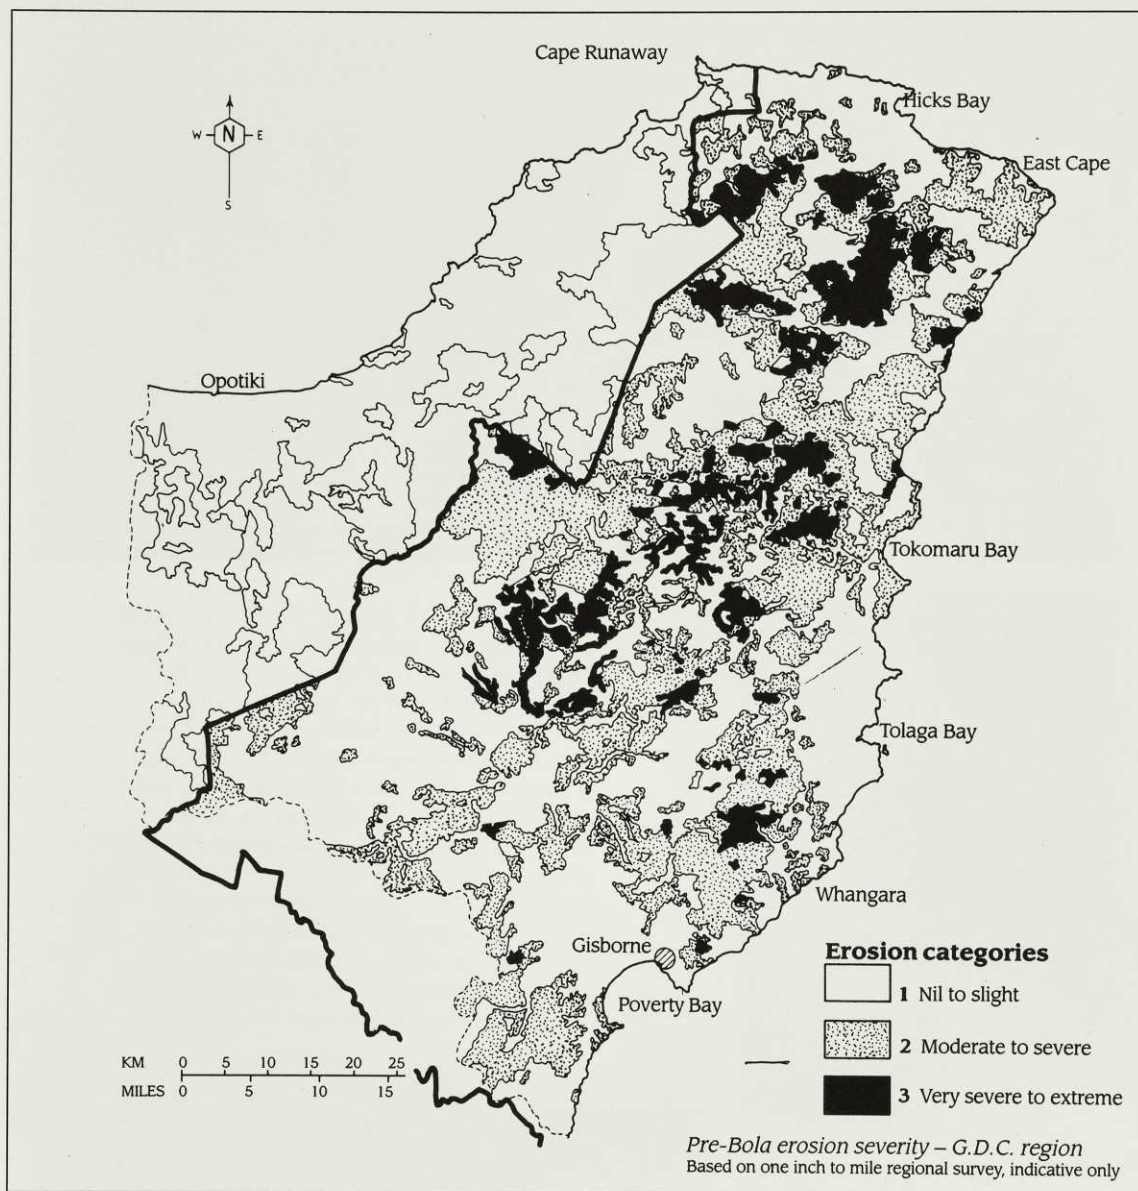 Cape Runaway
Hicks Bay
N
W
E
S
East Cape
Opotiki
Tokomaru Bay
Tolaga Bay
Whangara
Gisborne
Poverty Bay
Erosion categories
1 Nil to slight
2 Moderate to severe
3 Very severe to extreme
KM 0 5 10 15 20 25
MILES 0 5 10 15
Pre-Bola erosion severity – G.D.C. region
Based on one inch to mile regional survey, indicative only